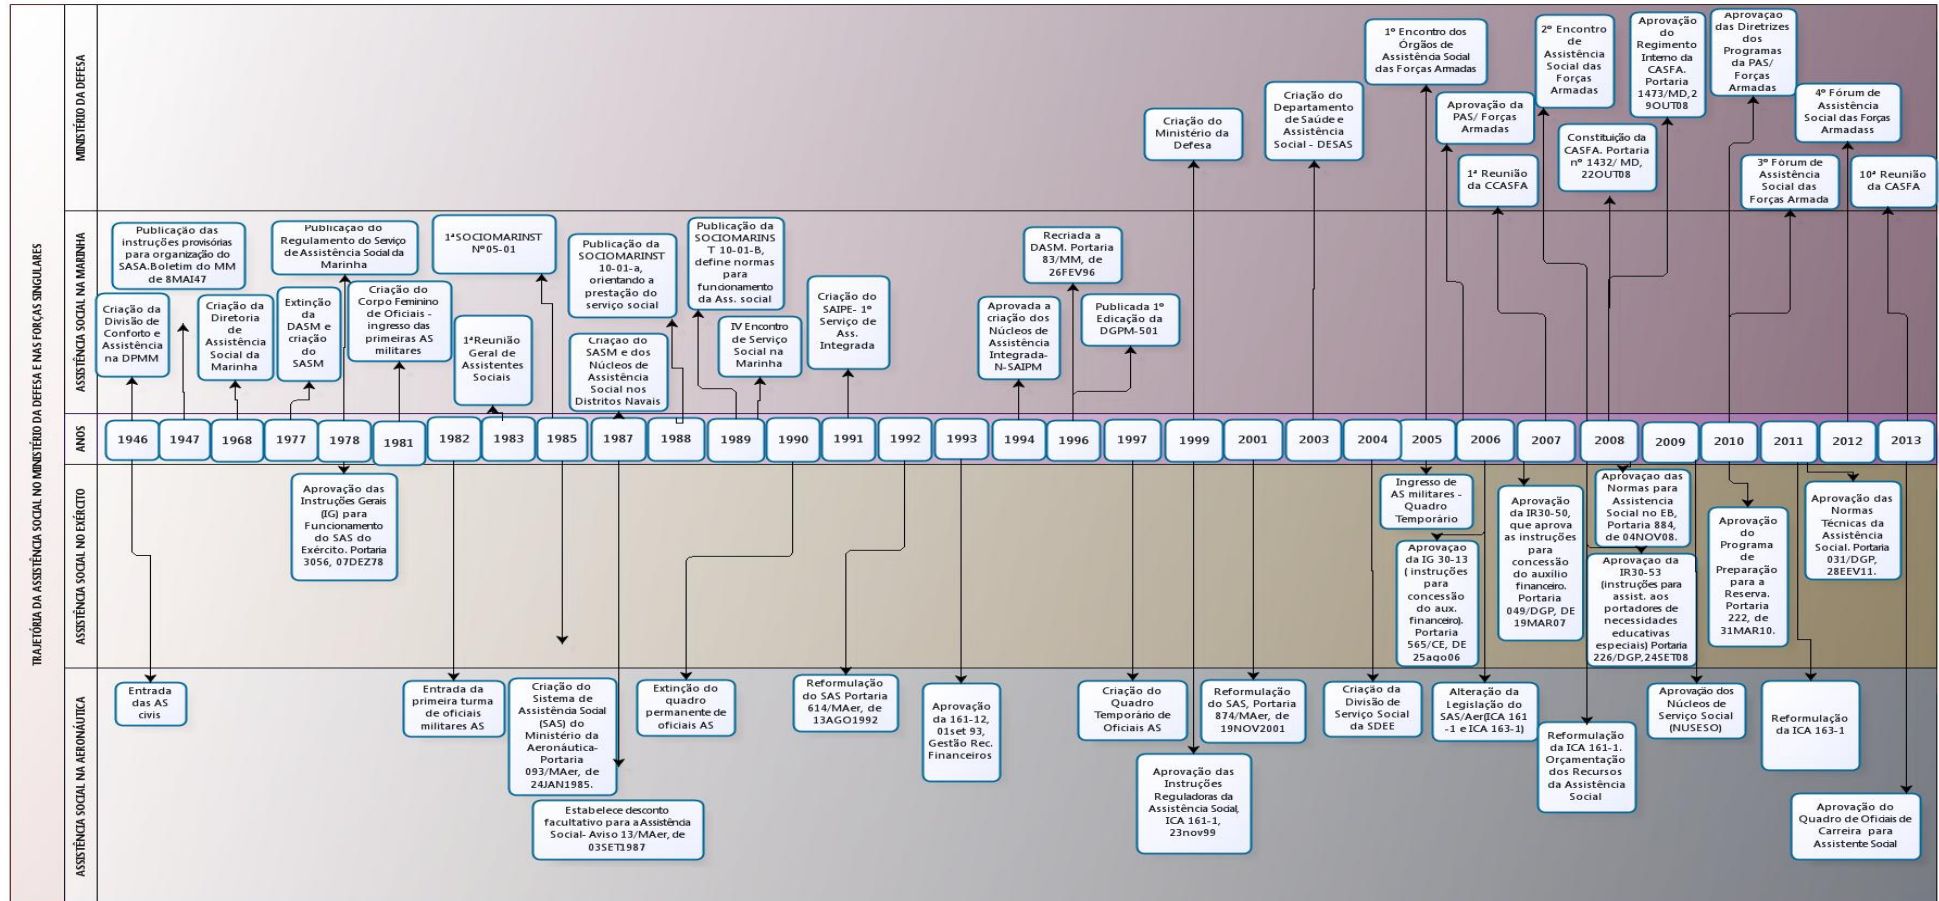 TRAJETÓRIA DA ASSISTÊNCIA SOCIAL NO MINISTÉRIO DA DEFESA E NAS FORÇAS SINGULARES
MINISTÉRIO DA DEFESA
Criação do
Ministério da
Defesa
Criação do
Departamento
de Saúde e
Assistência
Social - DESAS
1º Encontro dos
Órgãos de
Assistência Social
das Forças Armadas
Aprovação da
PAS/ Forças
Armadas
1ª Reunião
da CCASFA
2º Encontro
de
Assistência
Social das
Forças
Armadas
Constituição da
CASFA. Portaria
nº 1432/ MD,
22OUT08
Aprovação
do
Regimento
Interno da
CASFA.
Portaria
1473/MD,2
9OUT08
Aprovação
das Diretrizes
dos
Programas
da PAS/
Forças
Armadas
3º Fórum de
Assistência
Social das
Forças Armada
4º Fórum de
Assistência
Social das Forças
Armadass
10ª Reunião
da CASFA
ASSISTÊNCIA SOCIAL NA MARINHA
Criação da
Divisão de
Conforto e
Assistência
na DPMM
Publicação das
instruções provisórias
para organização do
SASA.Boletim do MM
de 8MAI47
Criação da
Diretoria
de
Assistência
Social da
Marinha
Extinção
da
DASM e
criação
do
SASM
Publicação do
Regulamento do Serviço
de Assistência Social da
Marinha
Criação do
Corpo Feminino
de Oficiais -
ingresso das
primeiras AS
militares
1ªReunião
Geral de
Assistentes
Sociais
1ªSOCIOMARINST
Nº05-01
Criação do
SASM e dos
Núcleos de
Assistência
Social nos
Distritos Navais
Publicação da
SOCIOMARINST
10-01-a,
orientando a
prestação do
serviço social
Publicação da
SOCIOMARINS
T 10-01-B,
define normas
para
funcionamento
da Ass. social
IV Encontro
de Serviço
Social na
Marinha
Criação do
SAIPE- 1º
Serviço de
Ass.
Integrada
Aprovada a
criação dos
Núcleos de
Assistência
Integrada-
N-SAIPM
Recriada a
DASM. Portaria
83/MM, de
26FEV96
Publicada 1º
Edicação da
DGPM-501
ANOS
1946
1947
1968
1977
1978
1981
1982
1983
1985
1987
1988
1989
1990
1991
1992
1993
1994
1996
1997
1999
2001
2003
2004
2005
2006
2007
2008
2009
2010
2011
2012
2013
ASSISTÊNCIA SOCIAL NO EXÉRCITO
Aprovação das
Instruções Gerais
(IG) para
Funcionamento
do SAS do
Exército. Portaria
3056, 07DEZ78
Ingresso de
AS militares -
Quadro
Temporário
Aprovação
da IG 30-13
( instruções
para
concessão
do aux.
financeiro).
Portaria
565/CE, DE
25ago06
Aprovação
da IR30-50,
que aprova
as instruções
para
concessão
do auxílio
financeiro.
Portaria
049/DGP, DE
19MAR07
Aprovaçao das
Normas para
Assistencia
Social no EB,
Portaria 884,
de 04NOV08.
Aprovação da
IR30-53
(instruções para
assist. aos
portadores de
necessidades
educativas
especiais) Portaria
226/DGP,24SET08
Aprovação
do
Programa
de
Preparação
para a
Reserva.
Portaria
222, de
31MAR10.
Aprovação das
Normas
Técnicas da
Assistência
Social. Portaria
031/DGP,
28EEV11.
ASSISTÊNCIA SOCIAL NA AERONÁUTICA
Entrada
das AS
civis
Entrada da
primeira turma
de oficiais
militares AS
Criação do
Sistema de
Assistência Social
(SAS) do
Ministério da
Aeronáutica-
Portaria
093/MAer, de
24JAN1985.
Estabelece desconto
facultativo para a Assistência
Social- Aviso 13/MAer, de
03SET1987
Extinção do
quadro
permanente de
oficiais AS
Reformulação
do SAS Portaria
614/MAer, de
13AGO1992
Aprovação
da 161-12,
01set 93,
Gestão Rec.
Financeiros
Criação do
Quadro
Temporário de
Oficiais AS
Aprovação das
Instruções
Reguladoras da
Assistência Social,
ICA 161-1,
23nov99
Reformulação
do SAS, Portaria
874/MAer, de
19NOV2001
Criação da
Divisão de
Serviço Social
da SDEE
Alteração da
Legislação do
SAS/Aer(ICA 161
-1 e ICA 163-1)
Reformulação
da ICA 161-1.
Orçamentação
dos Recursos
da Assistência
Social
Aprovação dos
Núcleos de
Serviço Social
(NUSESO)
Reformulação
da ICA 163-1
Aprovação do
Quadro de Oficiais de
Carreira para
Assistente Social